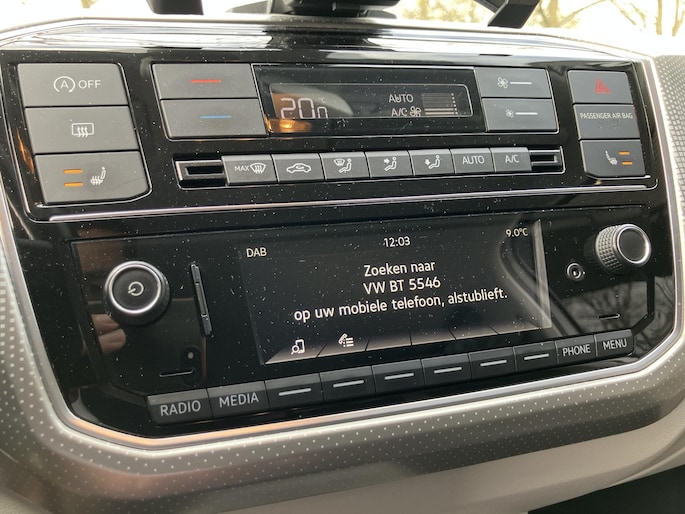 A OFF
20.0
AUTO
A/C
PASSENGER AIR BAG
MAX
AUTO
A/C
DAB
12:03
9.0°C
Zoeken naar
VW BT 5546
op uw mobiele telefoon, alstublieft.
RADIO
MEDIA
PHONE
MENU